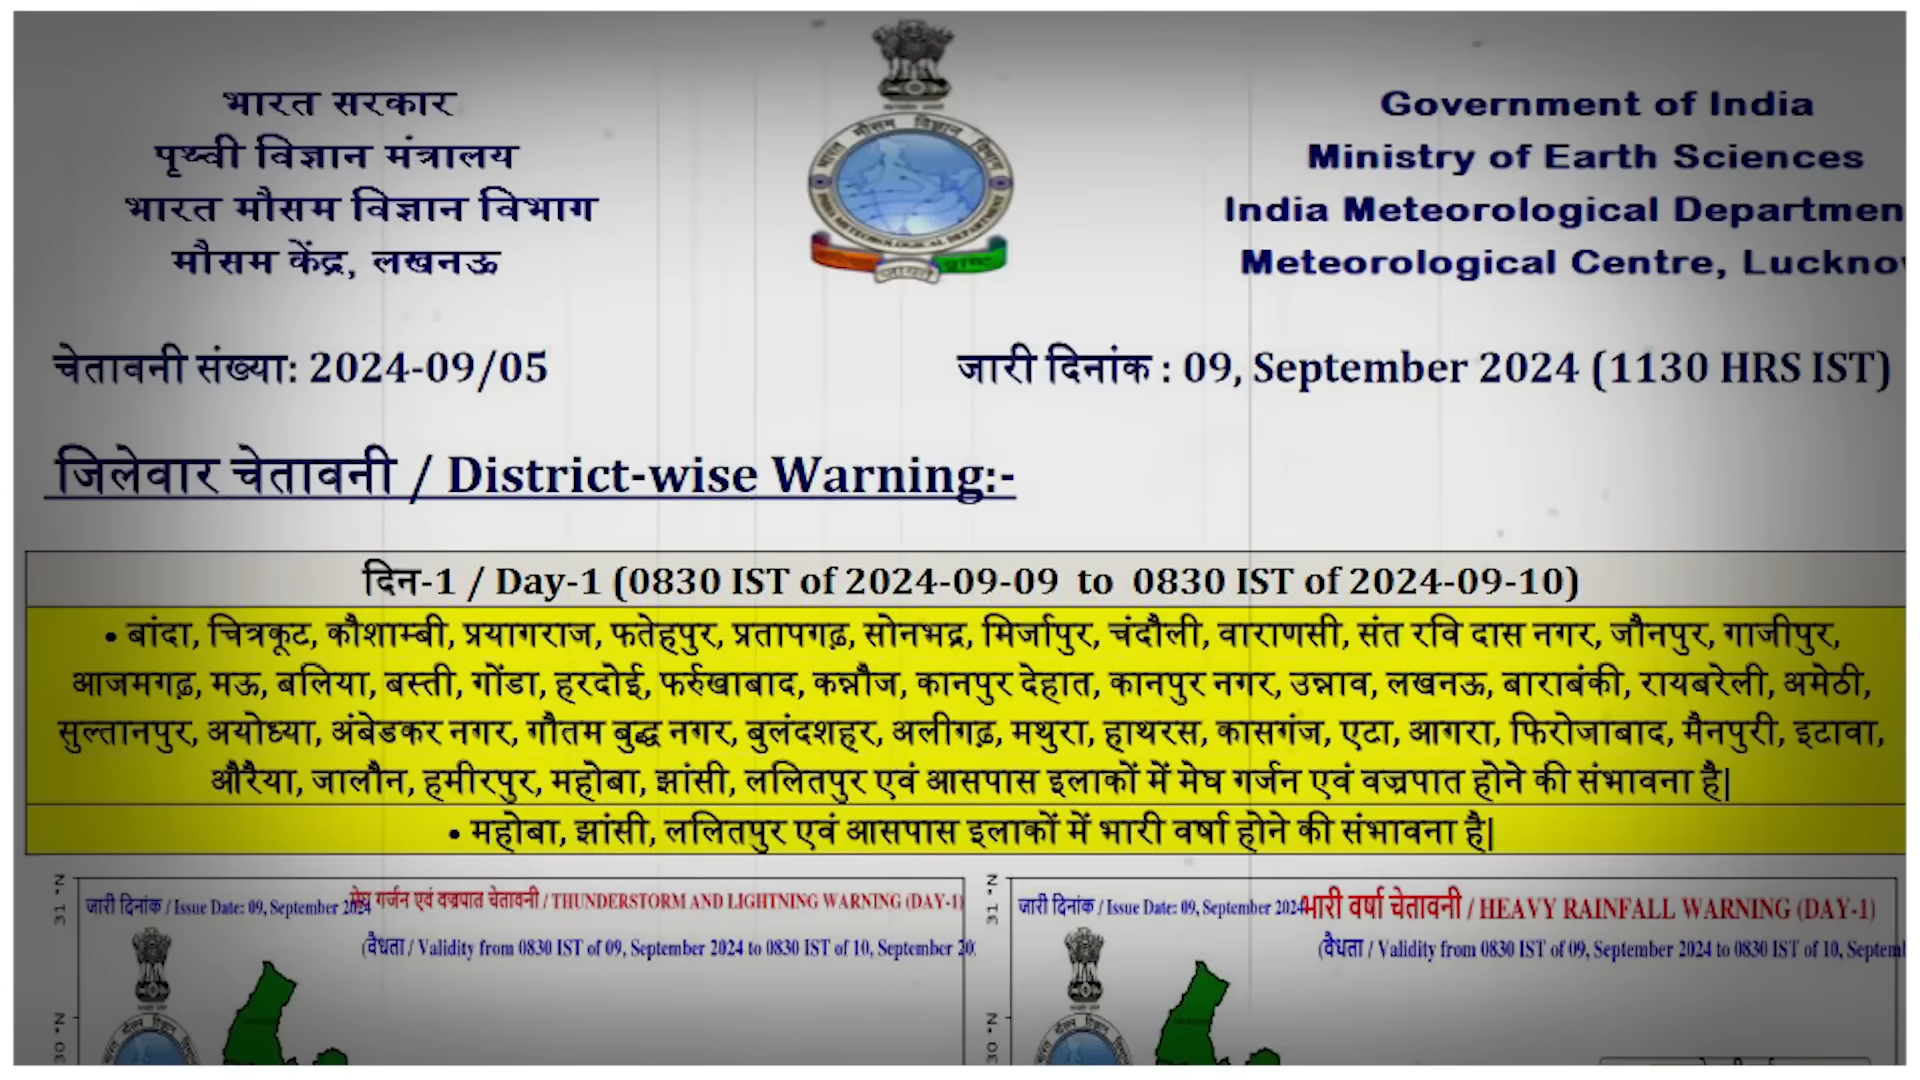 भारत सरकार
पृथ्वी विज्ञान मंत्रालय
भारत मौसम विज्ञान विभाग
मौसम केंद्र, लखनऊ
मौसम विज्ञान
INDIA METEOROLOGICAL DEPARTMENT
Government of India
Ministry of Earth Sciences
India Meteorological Departmen
Meteorological Centre, Luckno
चेतावनी संख्या: 2024-09/05
जारी दिनांक : 09, September 2024 (1130 HRS IST)
जिलेवार चेतावनी / District-wise Warning:-
दिन-1 / Day-1 (0830 IST of 2024-09-09 to 0830 IST of 2024-09-10)
• बांदा, चित्रकूट, कौशाम्बी, प्रयागराज, फतेहपुर, प्रतापगढ़, सोनभद्र, मिर्जापुर, चंदौली, वाराणसी, संत रवि दास नगर, जौनपुर, गाजीपुर,
आजमगढ़, मऊ, बलिया, बस्ती, गोंडा, हरदोई, फर्रुखाबाद, कन्नौज, कानपुर देहात, कानपुर नगर, उन्नाव, लखनऊ, बाराबंकी, रायबरेली, अमेठी,
सुल्तानपुर, अयोध्या, अंबेडकर नगर, गौतम बुद्ध नगर, बुलंदशहर, अलीगढ़, मथुरा, हाथरस, कासगंज, एटा, आगरा, फिरोजाबाद, मैनपुरी, इटावा,
औरैया, जालौन, हमीरपुर, महोबा, झांसी, ललितपुर एवं आसपास इलाकों में मेघ गर्जन एवं वज्रपात होने की संभावना है|
• महोबा, झांसी, ललितपुर एवं आसपास इलाकों में भारी वर्षा होने की संभावना है|
31 °N
जारी दिनांक / Issue Date: 09, September 2024
मेघ गर्जन एवं वज्रपात चेतावनी / THUNDERSTORM AND LIGHTNING WARNING (DAY-1)
(वैधता / Validity from 0830 IST of 09, September 2024 to 0830 IST of 10, September 20
30 °N
31 °N
जारी दिनांक / Issue Date: 09, September 2024
भारी वर्षा चेतावनी / HEAVY RAINFALL WARNING (DAY-1)
(वैधता / Validity from 0830 IST of 09, September 2024 to 0830 IST of 10, Septem
30 °N